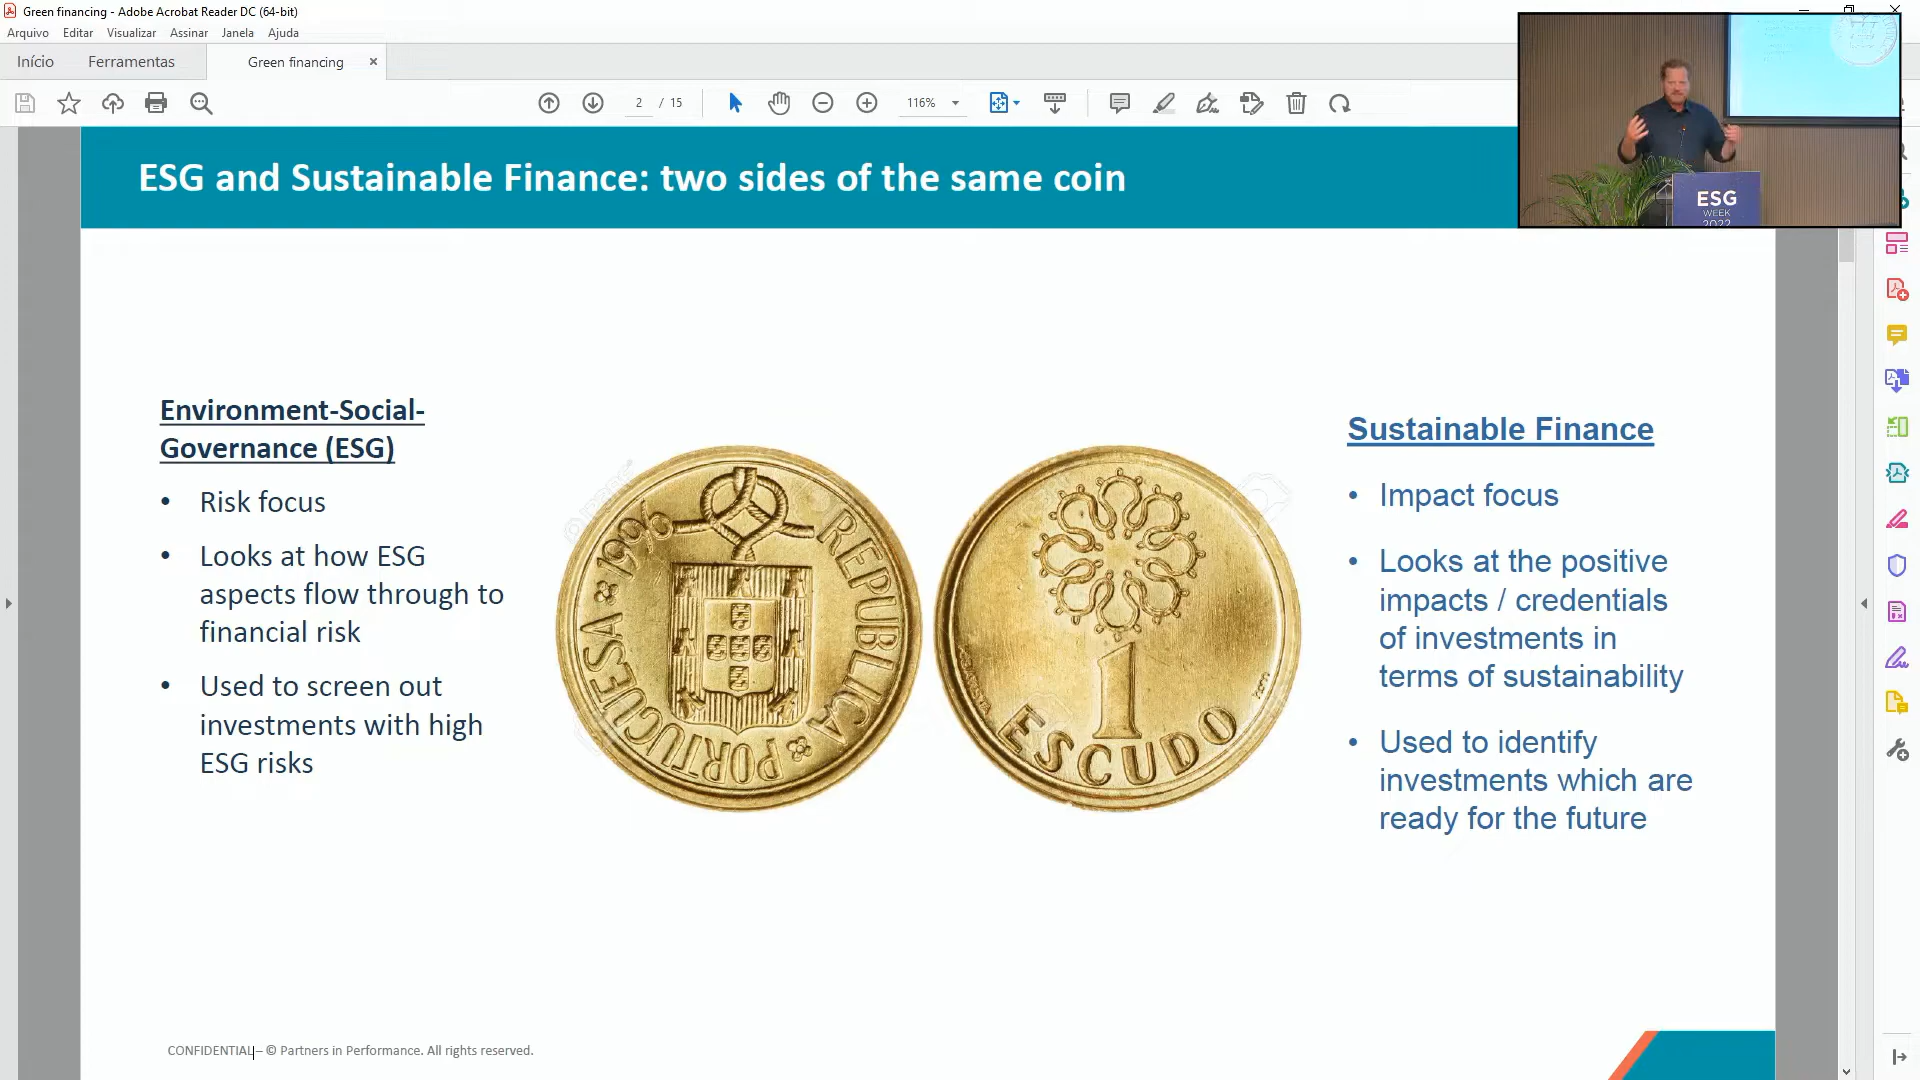 Green financing - Adobe Acrobat Reader DC (64-bit)
Arquivo Editar Visualizar Assinar Janela Ajuda
Início Ferramentas Green financing
2 / 15 116%
ESG and Sustainable Finance: two sides of the same coin
ESG
WEEK
2022
Environment-Social-
Governance (ESG)
• Risk focus
• Looks at how ESG
aspects flow through to
financial risk
• Used to screen out
investments with high
ESG risks
REPUBLICA PORTUGUESA 1996
1
ESCUDO
Sustainable Finance
• Impact focus
• Looks at the positive
impacts / credentials
of investments in
terms of sustainability
• Used to identify
investments which are
ready for the future
CONFIDENTIAL – © Partners in Performance. All rights reserved.